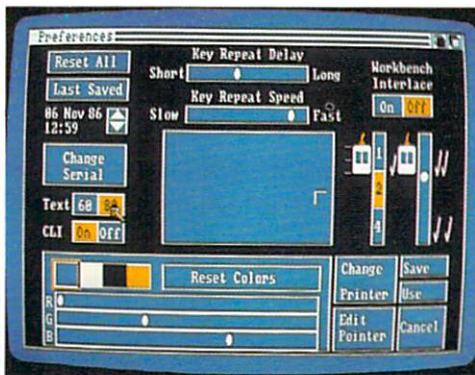 Preferences
Reset All
Last Saved
06 Nov 86
12:59
Change
Serial
Text 60 80
CLI On Off
Key Repeat Delay
Short Long
Key Repeat Speed
Slow Fast
Workbench
Interlace
On Off
1
2
4
Reset Colors
R
G
B
Change
Printer
Edit
Pointer
Save
Use
Cancel